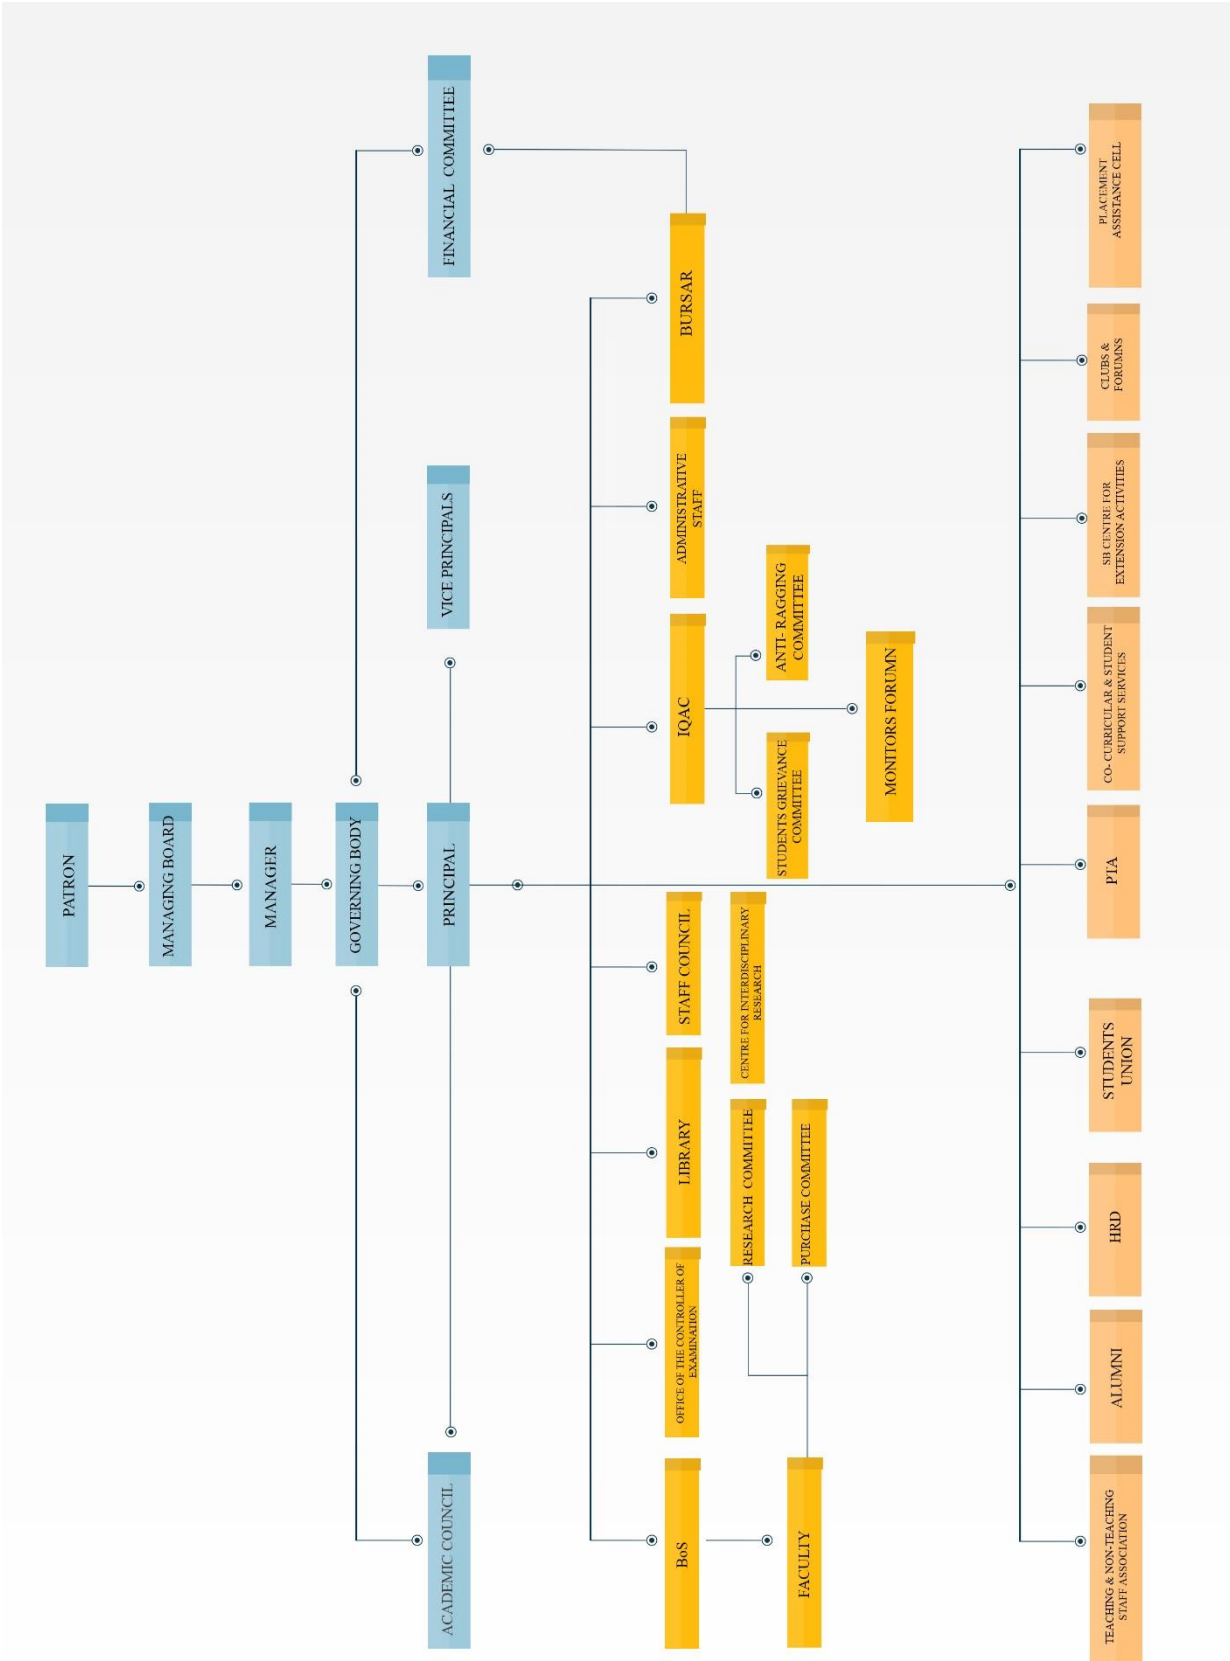 PATRON
MANAGING BOARD
MANAGER
GOVERNING BODY
ACADEMIC COUNCIL
PRINCIPAL
VICE PRINCIPALS
FINANCIAL COMMITTEE
BoS
OFFICE OF THE CONTROLLER OF
EXAMINATION
LIBRARY
STAFF COUNCIL
IQAC
ADMINISTRATIVE
STAFF
BURSAR
FACULTY
RESEARCH COMMITTEE
PURCHASE COMMITTEE
CENTRE FOR INTERDISCIPLINARY
RESEARCH
STUDENTS GRIEVANCE
COMMITTEE
ANTI- RAGGING
COMMITTEE
MONITORS FORUMN
TEACHING & NON-TEACHING
STAFF ASSOCIATION
ALUMNI
HRD
STUDENTS
UNION
PTA
CO- CURRICULAR & STUDENT
SUPPORT SERVICES
SB CENTRE FOR
EXTENSION ACTIVITIES
CLUBS &
FORUMNS
PLACEMENT
ASSISTANCE CELL